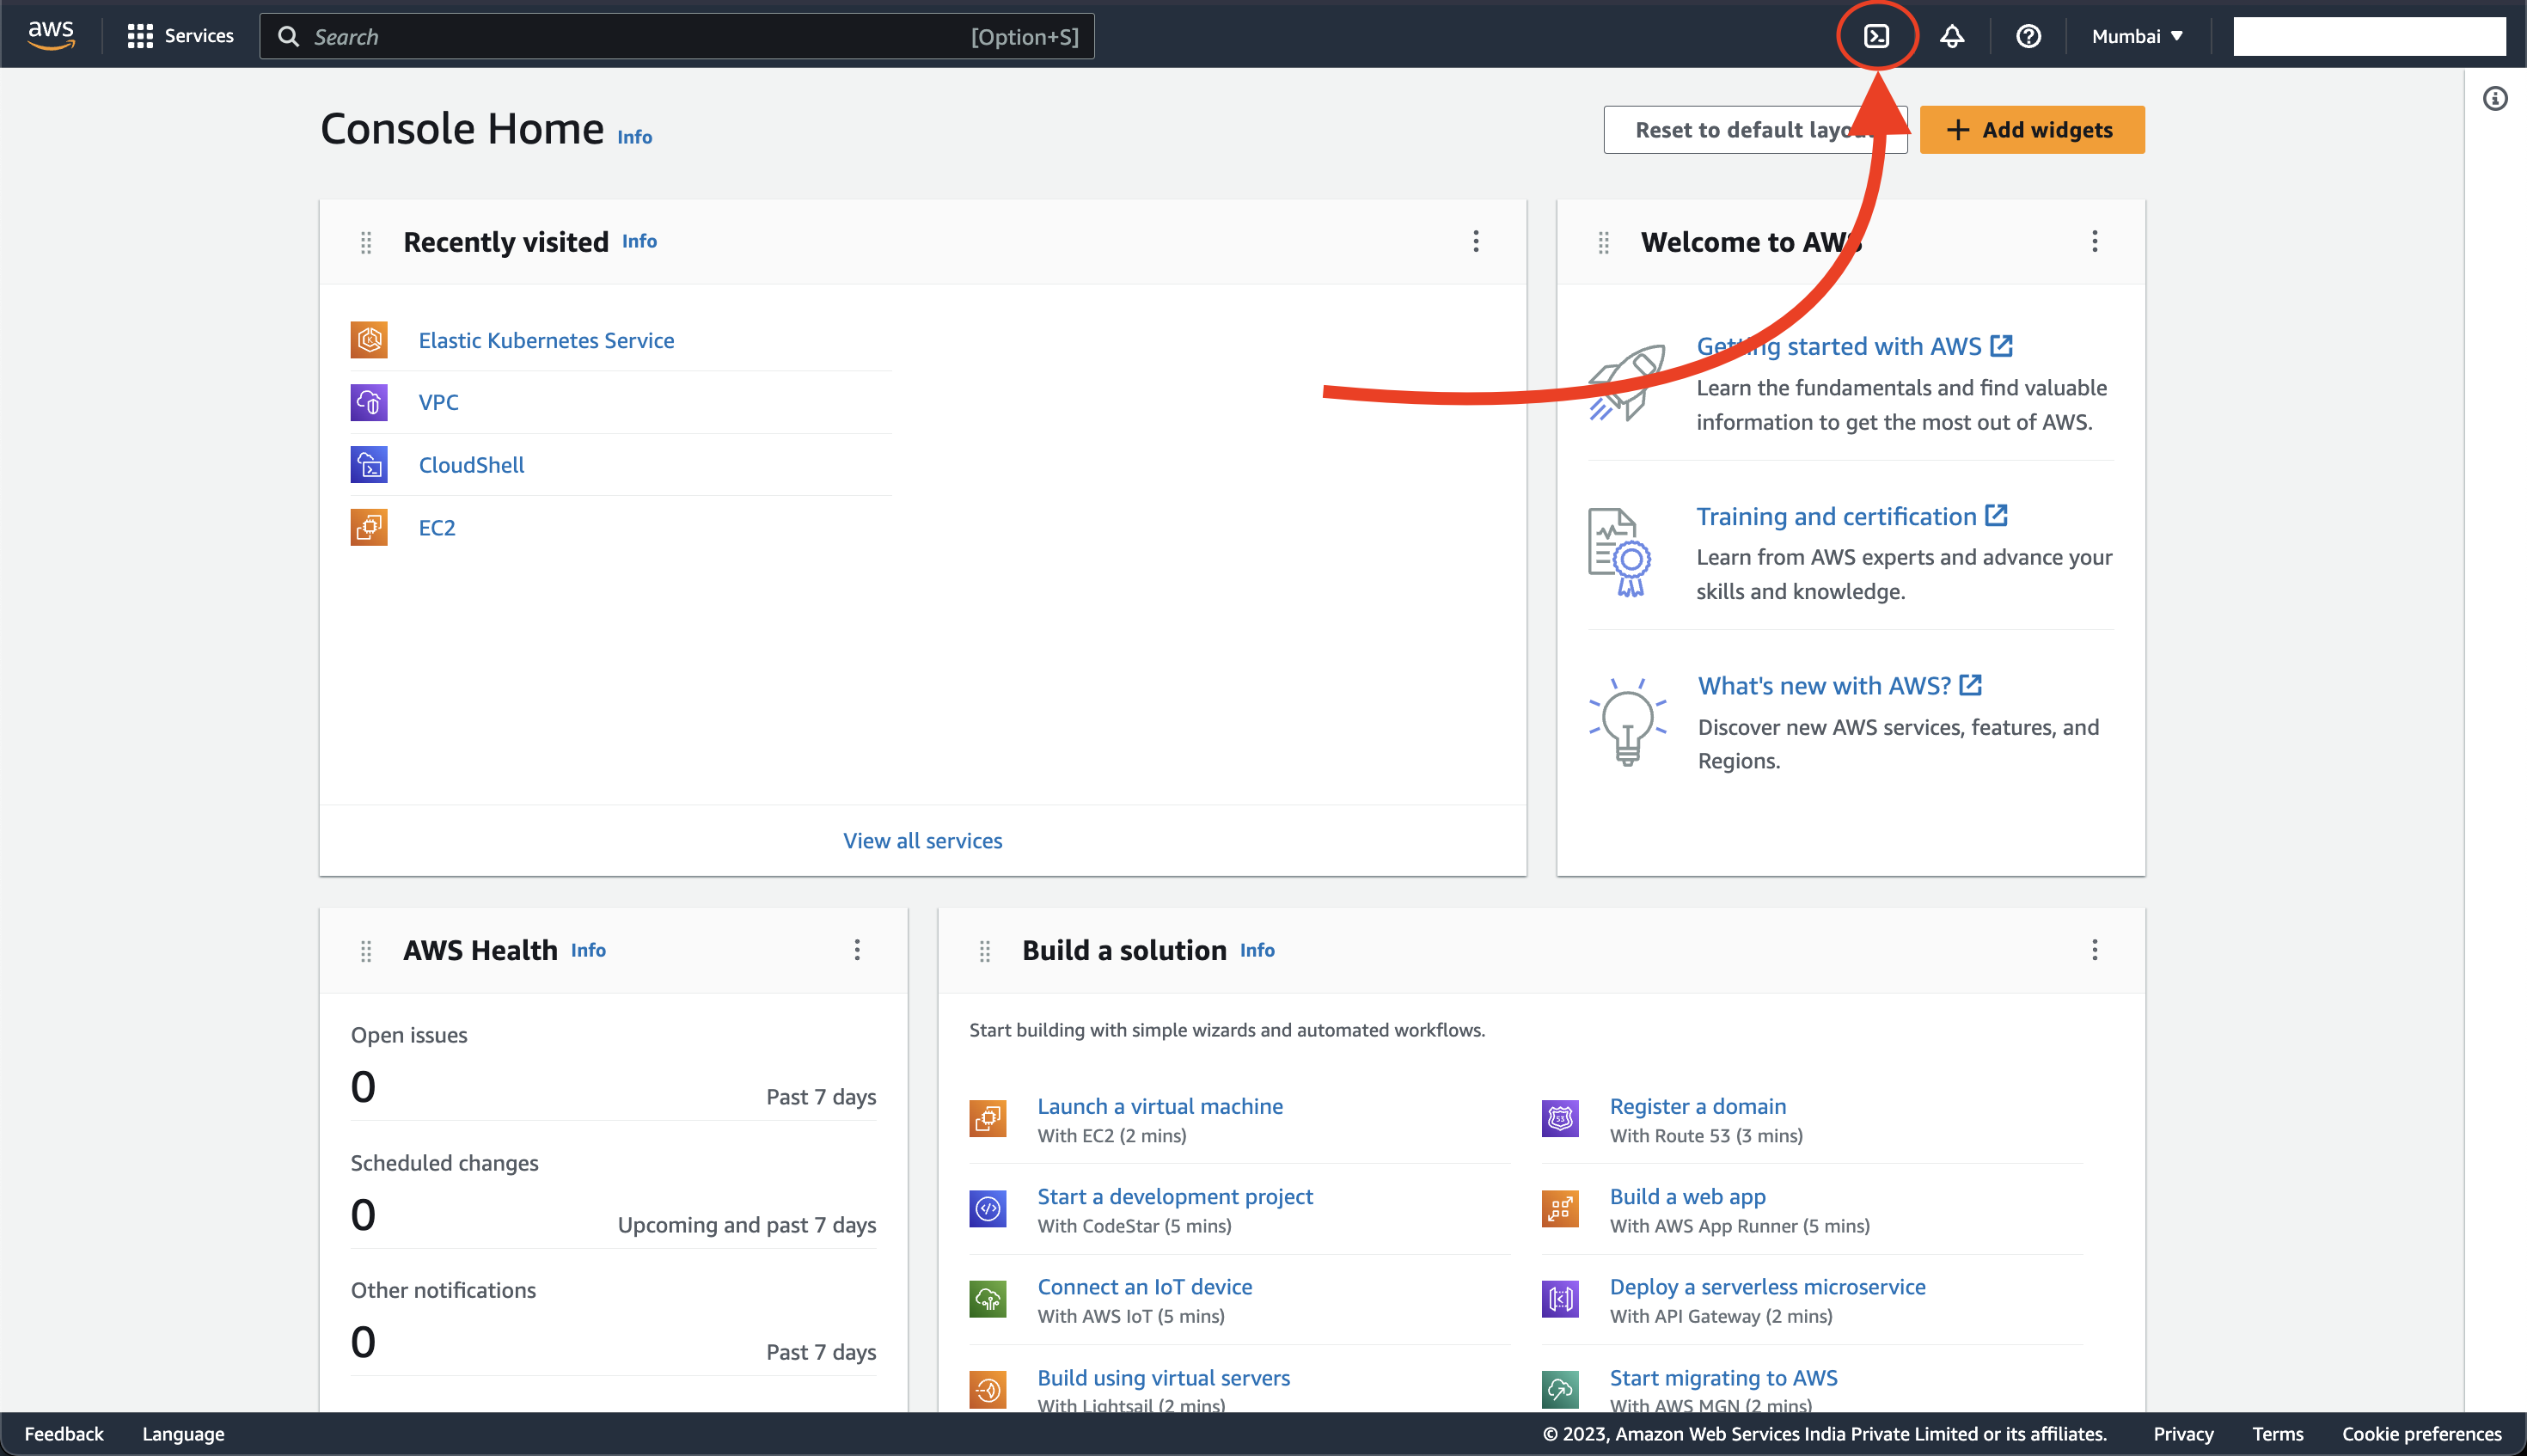 aws
Services
Search
[Option+S]
Mumbai
Console Home Info
Reset to default layout
Add widgets
Recently visited Info
Elastic Kubernetes Service
VPC
CloudShell
EC2
View all services
Welcome to AWS
Getting started with AWS
Learn the fundamentals and find valuable
information to get the most out of AWS.
Training and certification
Learn from AWS experts and advance your
skills and knowledge.
What's new with AWS?
Discover new AWS services, features, and
Regions.
AWS Health Info
Open issues
0
Past 7 days
Scheduled changes
0
Upcoming and past 7 days
Other notifications
0
Past 7 days
Build a solution Info
Start building with simple wizards and automated workflows.
Launch a virtual machine
With EC2 (2 mins)
Register a domain
With Route 53 (3 mins)
Start a development project
With CodeStar (5 mins)
Build a web app
With AWS App Runner (5 mins)
Connect an IoT device
With AWS IoT (5 mins)
Deploy a serverless microservice
With API Gateway (2 mins)
Build using virtual servers
With Lightsail (2 mins)
Start migrating to AWS
With AWS MGN (2 mins)
Feedback
Language
© 2023, Amazon Web Services India Private Limited or its affiliates.
Privacy
Terms
Cookie preferences